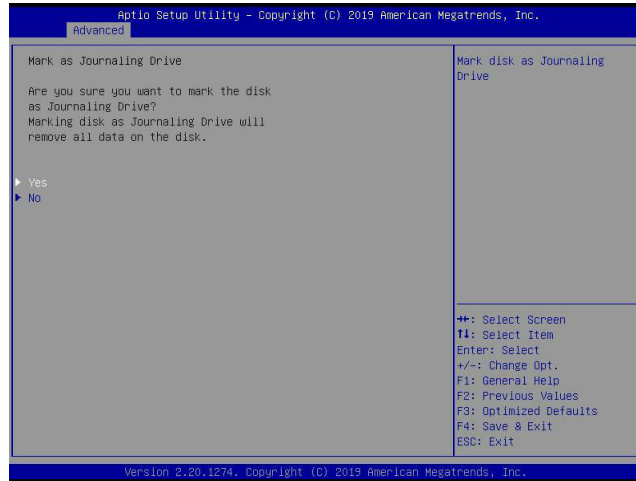 Aptio Setup Utility – Copyright (C) 2019 American Megatrends, Inc.
Advanced
Mark as Journaling Drive
Are you sure you want to mark the disk
as Journaling Drive?
Marking disk as Journaling Drive will
remove all data on the disk.
▶ Yes
▶ No
Mark disk as Journaling
Drive
→←: Select Screen
↑↓: Select Item
Enter: Select
+/-: Change Opt.
F1: General Help
F2: Previous Values
F3: Optimized Defaults
F4: Save & Exit
ESC: Exit
Version 2.20.1274. Copyright (C) 2019 American Megatrends, Inc.